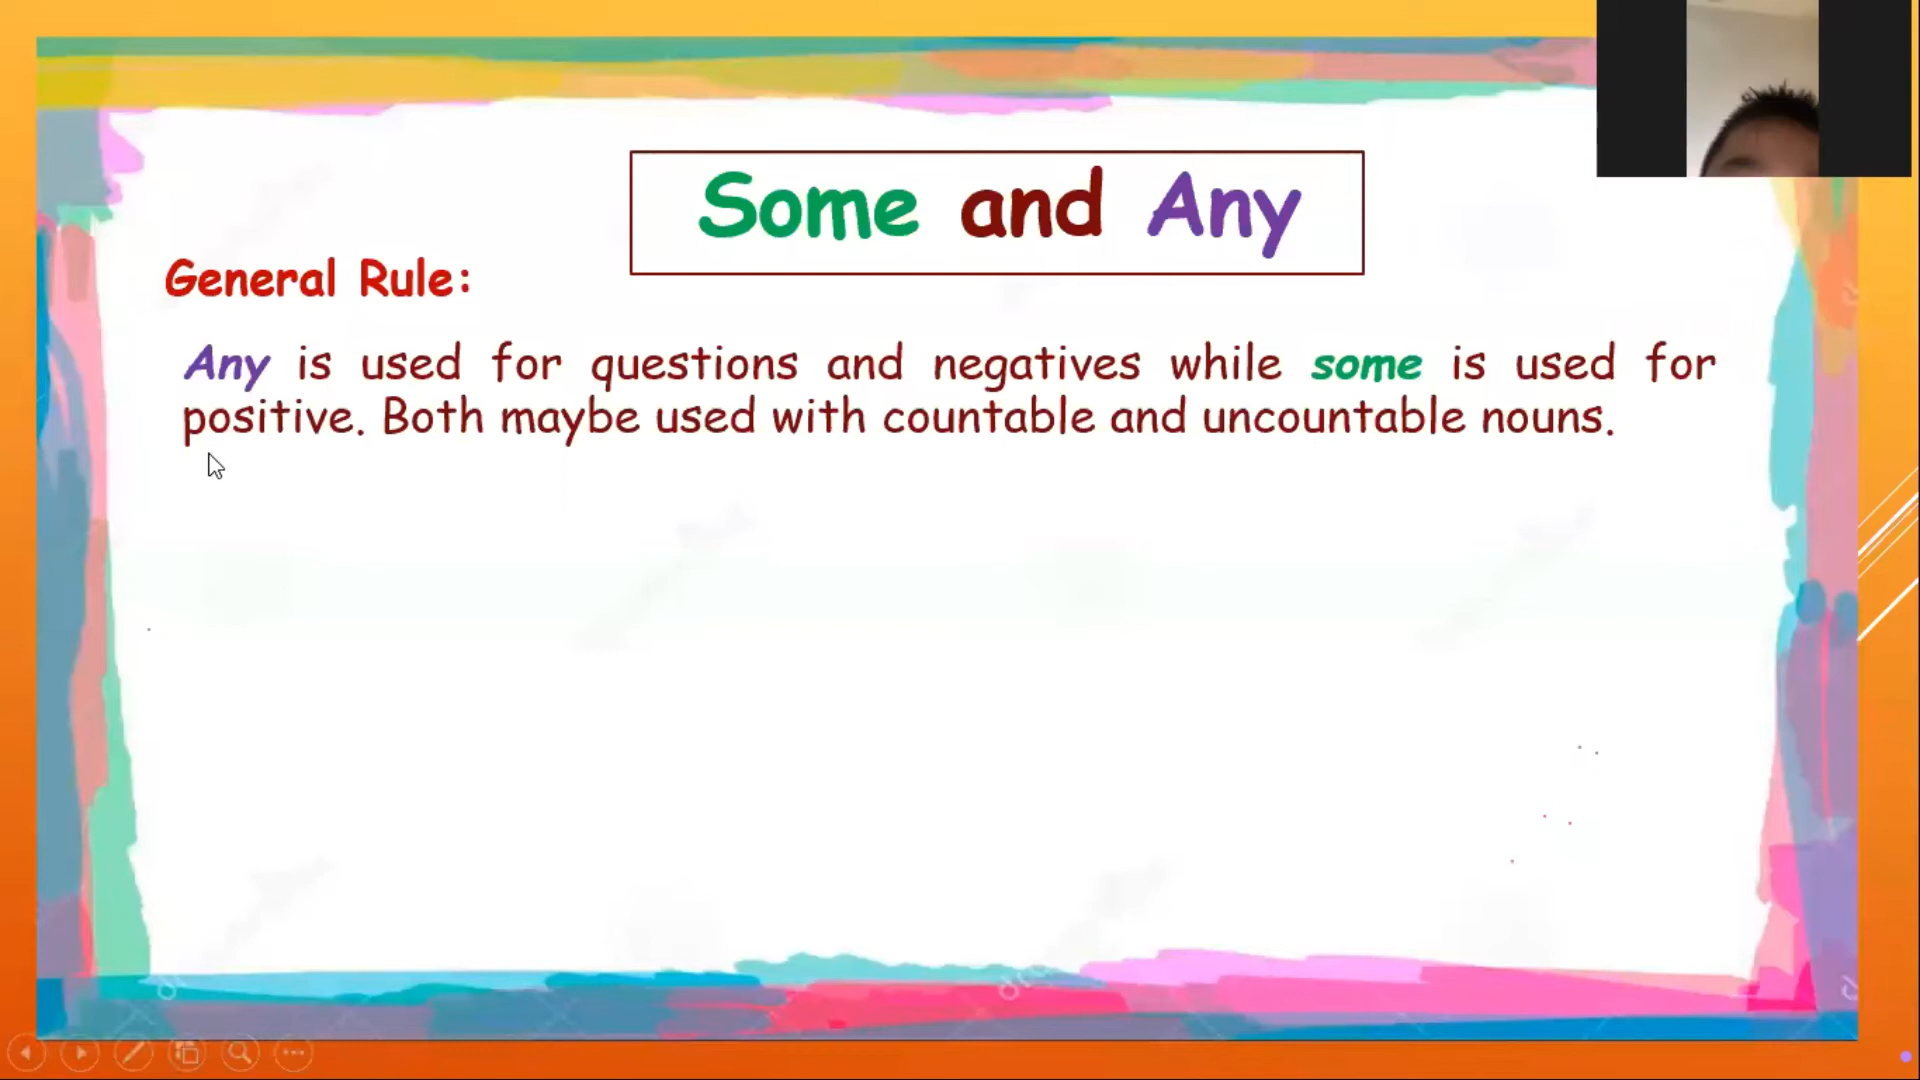 Some and Any
General Rule:
Any is used for questions and negatives while some is used for
positive. Both maybe used with countable and uncountable nouns.